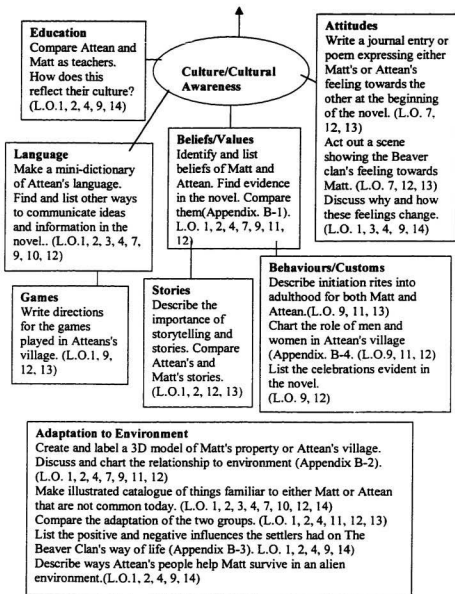 Education
Compare Attean and
Matt as teachers.
How does this
reflect their culture?
(L.O.1, 2, 4, 9, 14)
Culture/Cultural
Awareness
Attitudes
Write a journal entry or
poem expressing either
Matt's or Attean's
feeling towards the
other at the beginning
of the novel. (L.O. 7,
12, 13)
Act out a scene
showing the Beaver
clan's feeling towards
Matt. (L.O. 7, 12, 13)
Discuss why and how
these feelings change.
(L.O. 1, 3, 4, 9, 14)
Language
Make a mini-dictionary
of Attean's language.
Find and list other ways
to communicate ideas
and information in the
novel.. (L.O.1, 2, 3, 4, 7,
9, 10, 12)
Beliefs/Values
Identify and list
beliefs of Matt and
Attean. Find evidence
in the novel. Compare
them(Appendix. B-1).
L.O. 1, 2, 4, 7, 9, 11,
12)
Games
Write directions
for the games
played in Atteans's
village. (L.O.1, 9,
12, 13)
Stories
Describe the
importance of
storytelling and
stories. Compare
Attean's and
Matt's stories.
(L.O.1, 2, 12, 13)
Behaviours/Customs
Describe initiation rites into
adulthood for both Matt and
Attean.(L.O. 9, 11, 13)
Chart the role of men and
women in Attean's village
(Appendix. B-4. (L.O.9, 11, 12)
List the celebrations evident in
the novel.
(L.O. 9, 12)
Adaptation to Environment
Create and label a 3D model of Matt's property or Attean's village.
Discuss and chart the relationship to environment (Appendix B-2).
(L.O. 1, 2, 4, 7, 9, 11, 12)
Make illustrated catalogue of things familiar to either Matt or Attean
that are not common today. (L.O. 1, 2, 3, 4, 7, 10, 12, 14)
Compare the adaptation of the two groups. (L.O. 1, 2, 4, 11, 12, 13)
List the positive and negative influences the settlers had on The
Beaver Clan's way of life (Appendix B-3). L.O. 1, 2, 4, 9, 14)
Describe ways Attean's people help Matt survive in an alien
environment.(L.O.1, 2, 4, 9, 14)